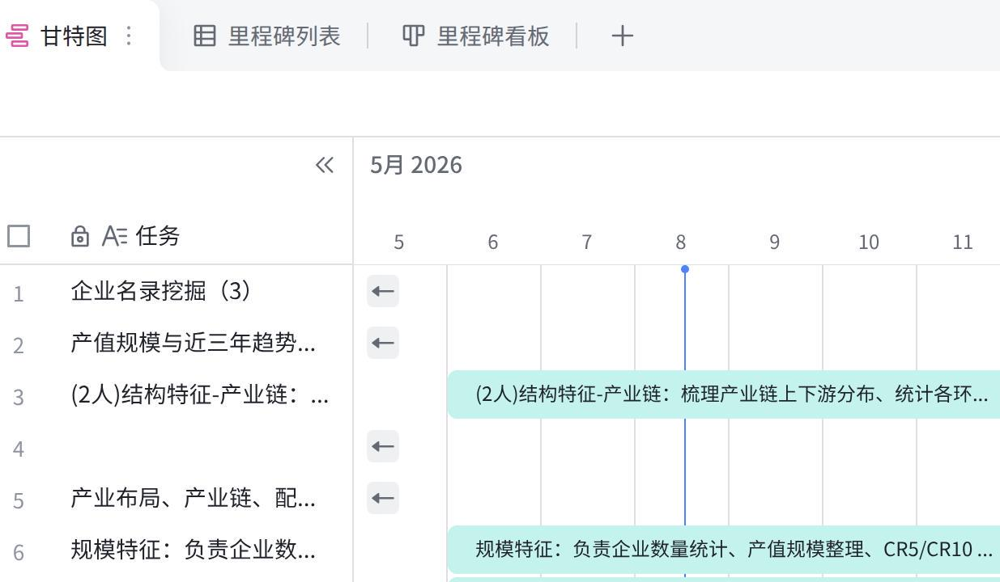 甘特图
里程碑列表
里程碑看板
5月 2026
任务
5 6 7 8 9 10 11
1 企业名录挖掘（3）
2 产值规模与近三年趋势...
3 (2人)结构特征-产业链：...
(2人)结构特征-产业链：梳理产业链上下游分布、统计各环...
4
5 产业布局、产业链、配...
6 规模特征：负责企业数...
规模特征：负责企业数量统计、产值规模整理、CR5/CR10 ...